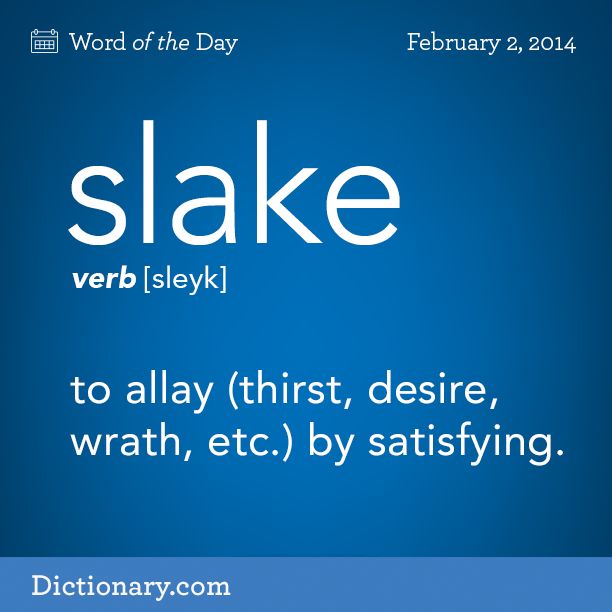 Word of the Day
February 2, 2014
slake
verb [sleyk]
to allay (thirst, desire,
wrath, etc.) by satisfying.
Dictionary.com